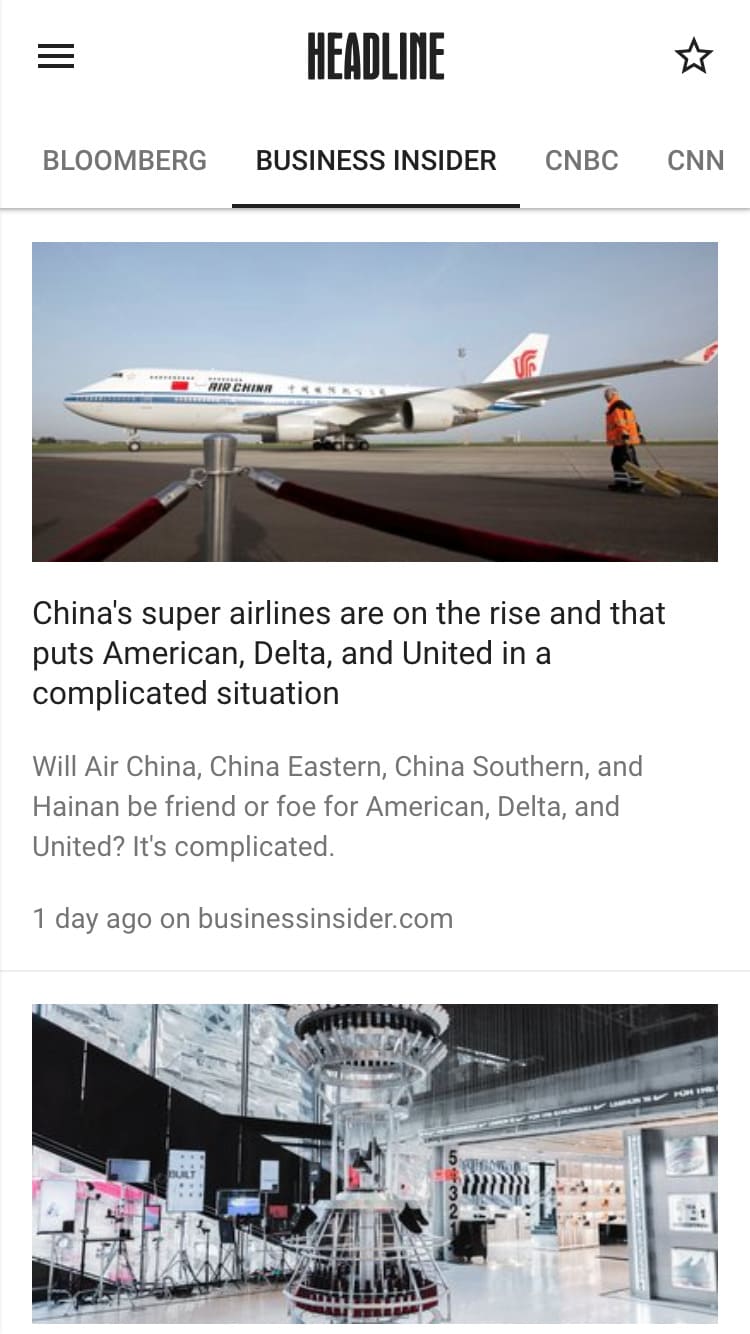 HEADLINE
BLOOMBERG
BUSINESS INSIDER
CNBC
CNN
AIR CHINA
China's super airlines are on the rise and that
puts American, Delta, and United in a
complicated situation
Will Air China, China Eastern, China Southern, and
Hainan be friend or foe for American, Delta, and
United? It's complicated.
1 day ago on businessinsider.com
BUILT
5
3
2